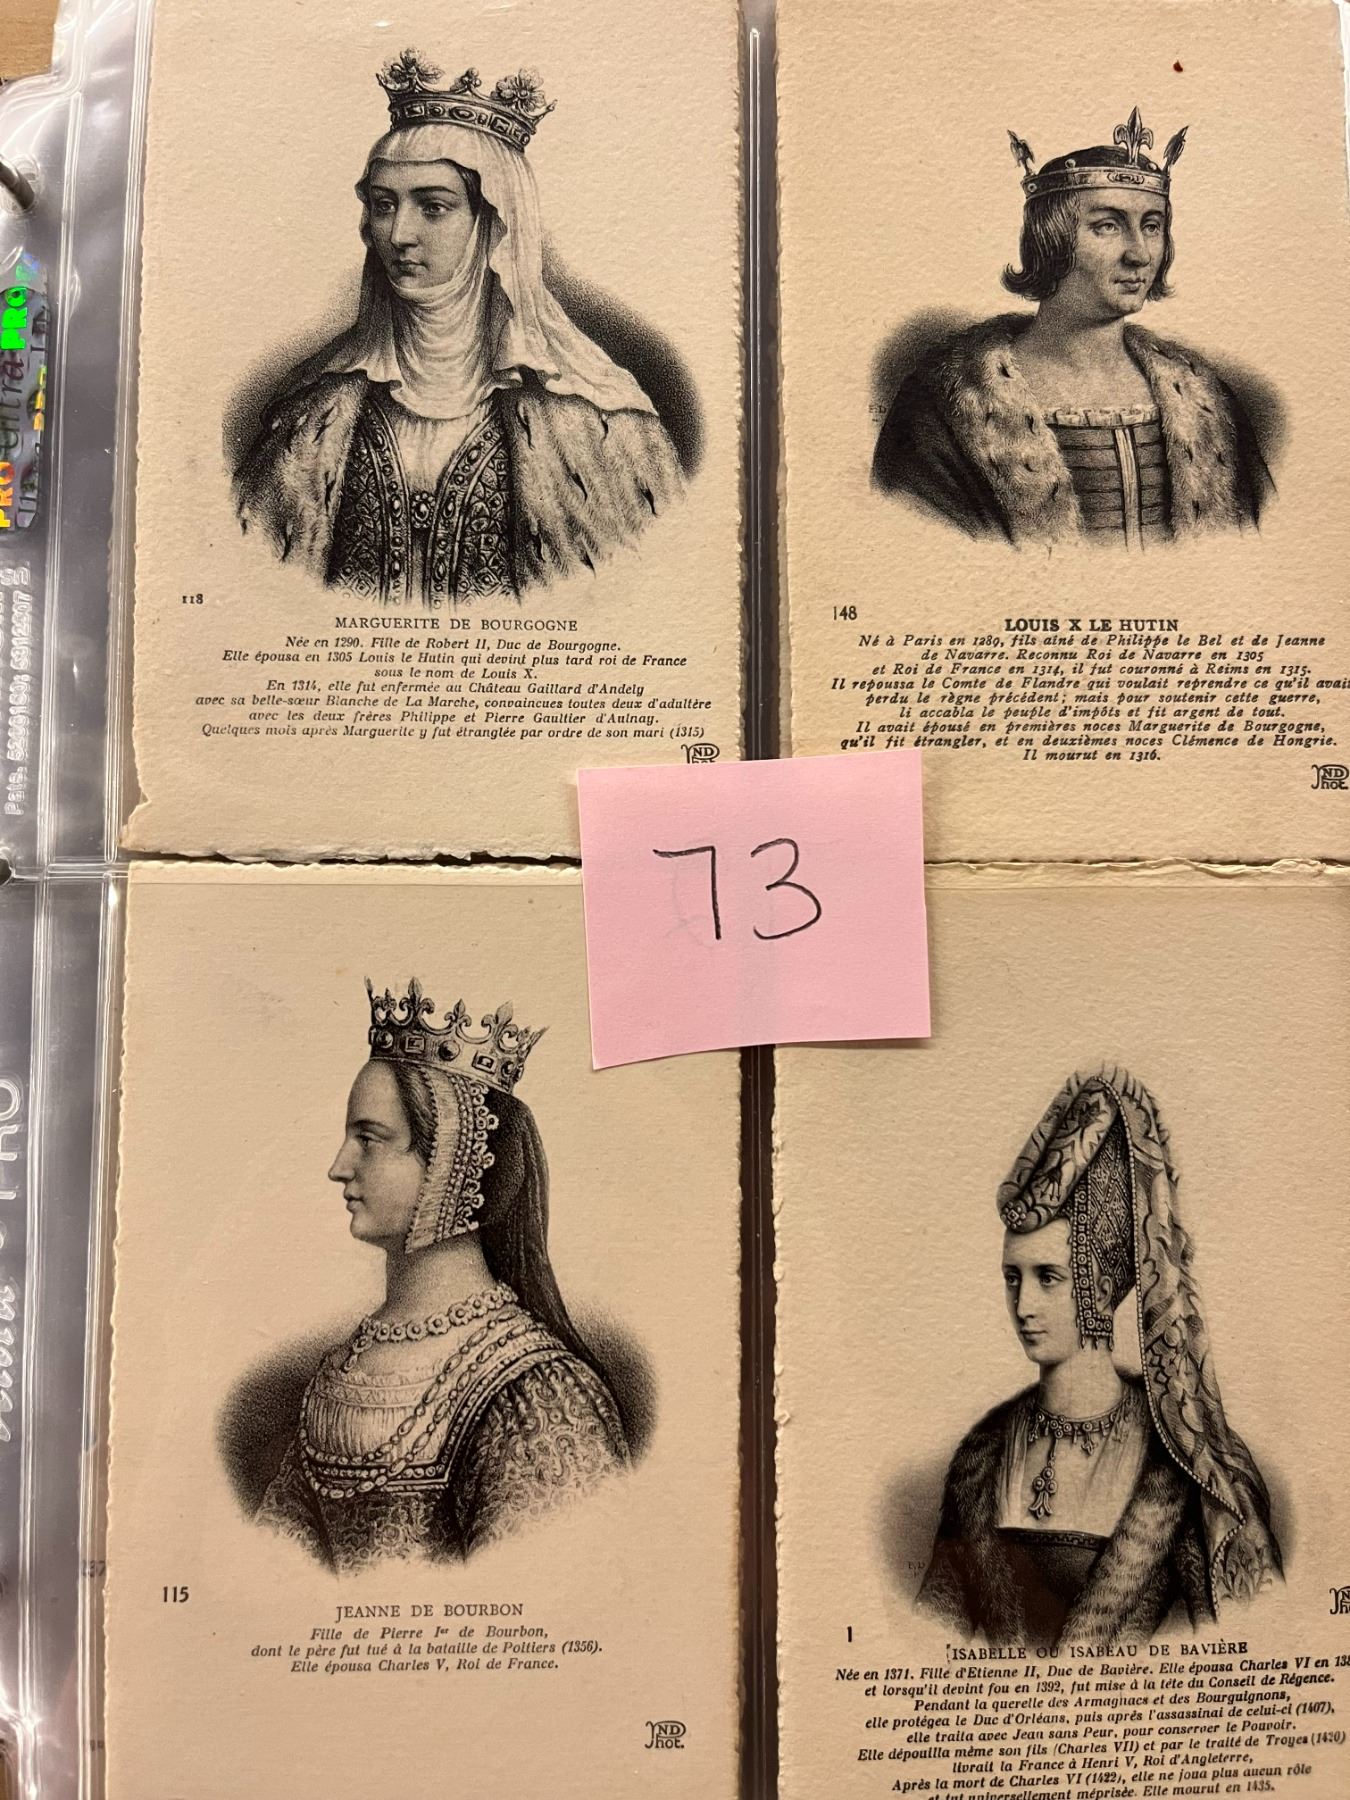 118
MARGUERITE DE BOURGOGNE
Née en 1290. Fille de Robert II, Duc de Bourgogne.
Elle épousa en 1305 Louis le Hutin qui devint plus tard roi de France
sous le nom de Louis X.
En 1314, elle fut enfermée au Château Gaillard d'Andely
avec sa belle-sœur Blanche de La Marche, convaincues toutes deux d'adultère
avec les deux frères Philippe et Pierre Gaultier d'Aulnay.
Quelques mois après Marguerite y fut étranglée par ordre de son mari (1315)
ND
Phot.
E.D.
148
LOUIS X LE HUTIN
Né à Paris en 1289, fils aîné de Philippe le Bel et de Jeanne
de Navarre. Reconnu Roi de Navarre en 1305
et Roi de France en 1314, il fut couronné à Reims en 1315.
Il repoussa le Comte de Flandre qui voulait reprendre ce qu'il avait
perdu le règne précédent; mais pour soutenir cette guerre,
li accabla le peuple d'impôts et fit argent de tout.
Il avait épousé en premières noces Marguerite de Bourgogne,
qu'il fit étrangler, et en deuxièmes noces Clémence de Hongrie.
Il mourut en 1316.
ND
Phot.
73
115
JEANNE DE BOURBON
Fille de Pierre Ier de Bourbon,
dont le père fut tué à la bataille de Poitiers (1356).
Elle épousa Charles V, Roi de France.
ND
Phot.
E.D.
1
ISABELLE OU ISABEAU DE BAVIÈRE
Née en 1371. Fille d'Etienne II, Duc de Bavière. Elle épousa Charles VI en 138
et lorsqu'il devint fou en 1392, fut mise à la tête du Conseil de Régence.
Pendant la querelle des Armagnacs et des Bourguignons,
elle protégea le Duc d'Orléans, puis après l'assassinat de celui-ci (1407),
elle traita avec Jean sans Peur, pour conserver le Pouvoir.
Elle dépouilla même son fils (Charles VII) et par le traité de Troyes (1420)
livrait la France à Henri V, Roi d'Angleterre,
Après la mort de Charles VI (1422), elle ne joua plus aucun rôle
et fut universellement méprisée. Elle mourut en 1435.
PRO
PRO